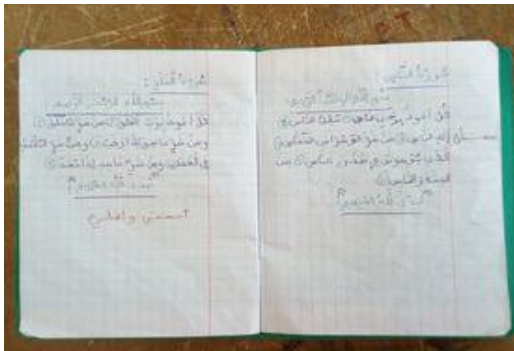 سورة الناس :
بسم الله الرحمن الرحيم
قل أعوذ برب الناس ملك الناس
إله الناس من شر الوسواس الخناس
الذي يوسوس في صدور الناس من
الجنة والناس
"صدق الله العظيم"
سورة الفلق :
بسم الله الرحمن الرحيم
قل أعوذ برب الفلق من شر ما خلق
ومن شر غاسق إذا وقب ومن شر
في العقد ومن شر حاسد إذا حسد
"صدق الله العظيم"
أحسنتي